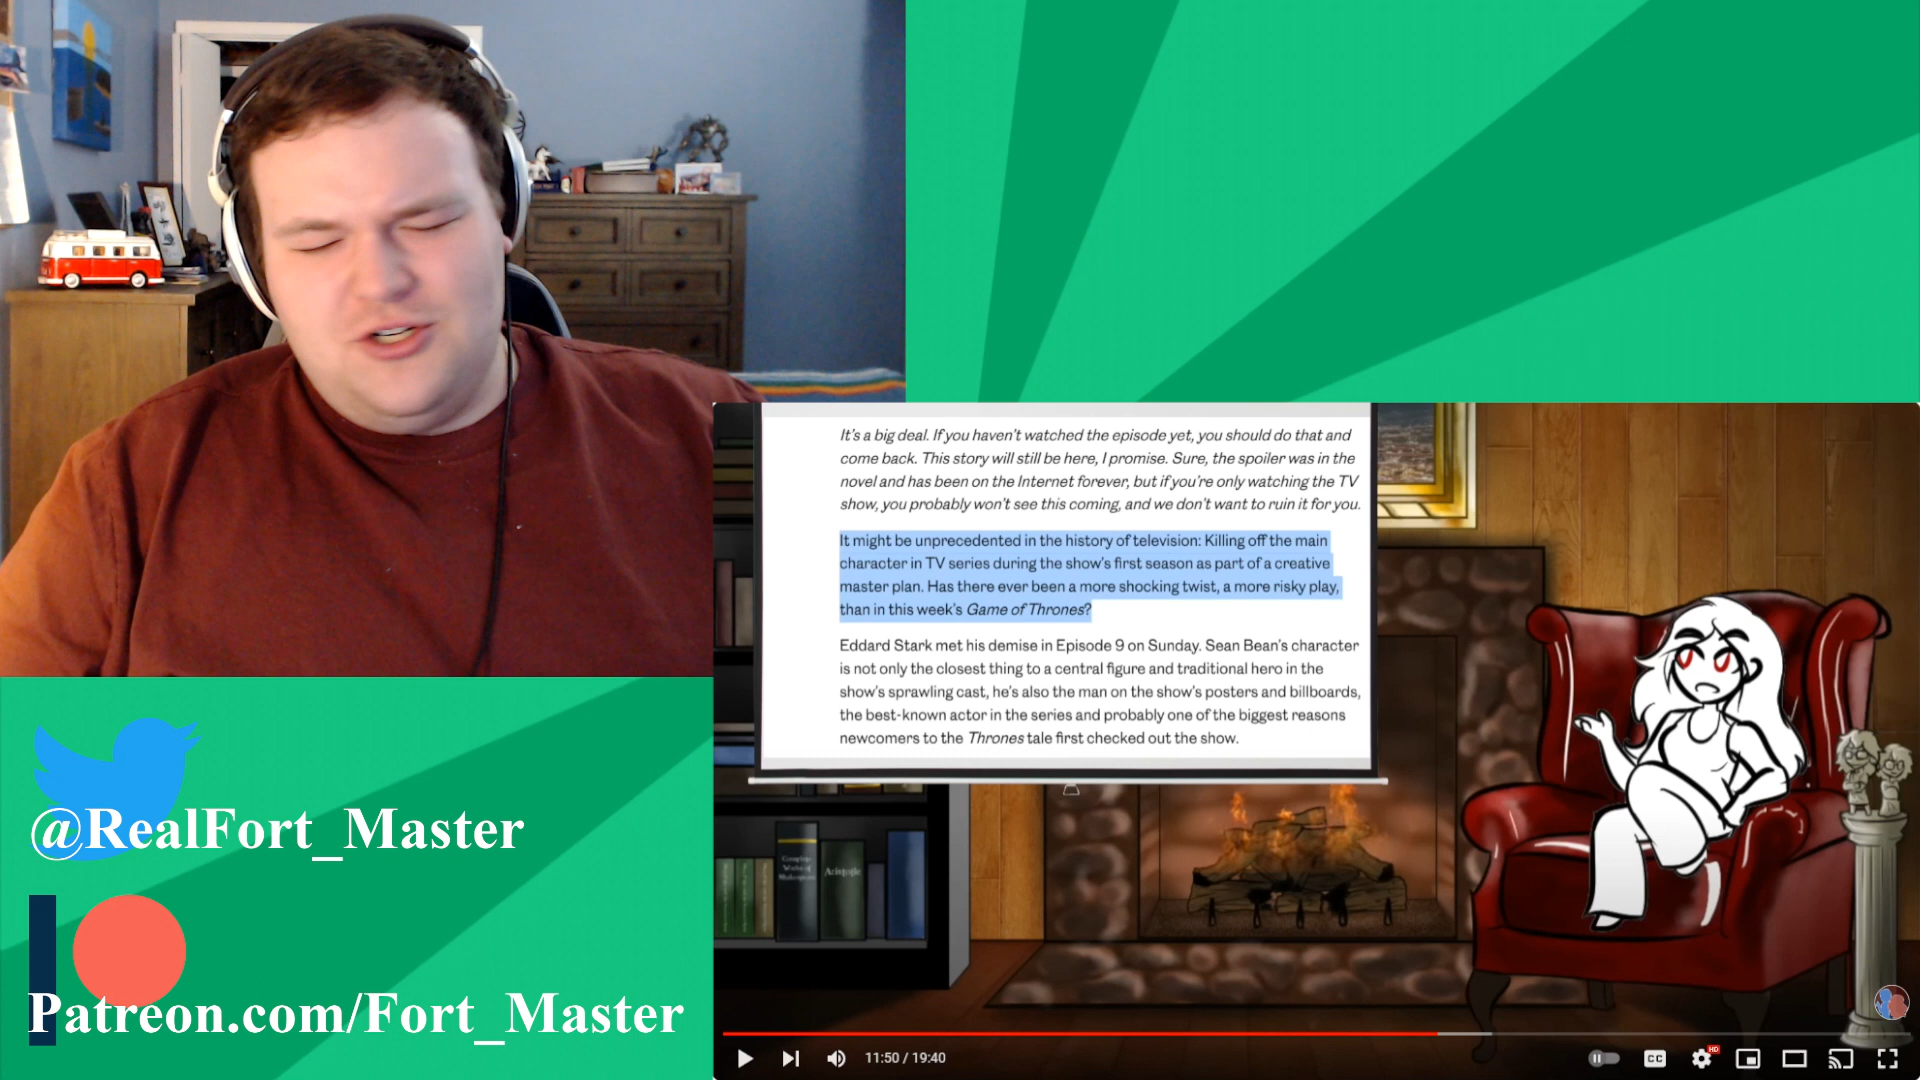 It's a big deal. If you haven't watched the episode yet, you should do that and
come back. This story will still be here, I promise. Sure, the spoiler was in the
novel and has been on the Internet forever, but if you're only watching the TV
show, you probably won't see this coming, and we don't want to ruin it for you.
It might be unprecedented in the history of television: Killing off the main
character in TV series during the show's first season as part of a creative
master plan. Has there ever been a more shocking twist, a more risky play,
than in this week's Game of Thrones?
Eddard Stark met his demise in Episode 9 on Sunday. Sean Bean's character
is not only the closest thing to a central figure and traditional hero in the
show's sprawling cast, he's also the man on the show's posters and billboards,
the best-known actor in the series and probably one of the biggest reasons
newcomers to the Thrones tale first checked out the show.
@RealFort_Master
Patreon.com/Fort_Master
Complete
Works of
Shakespeare
Aristotle
11:50 / 19:40
CC
HD